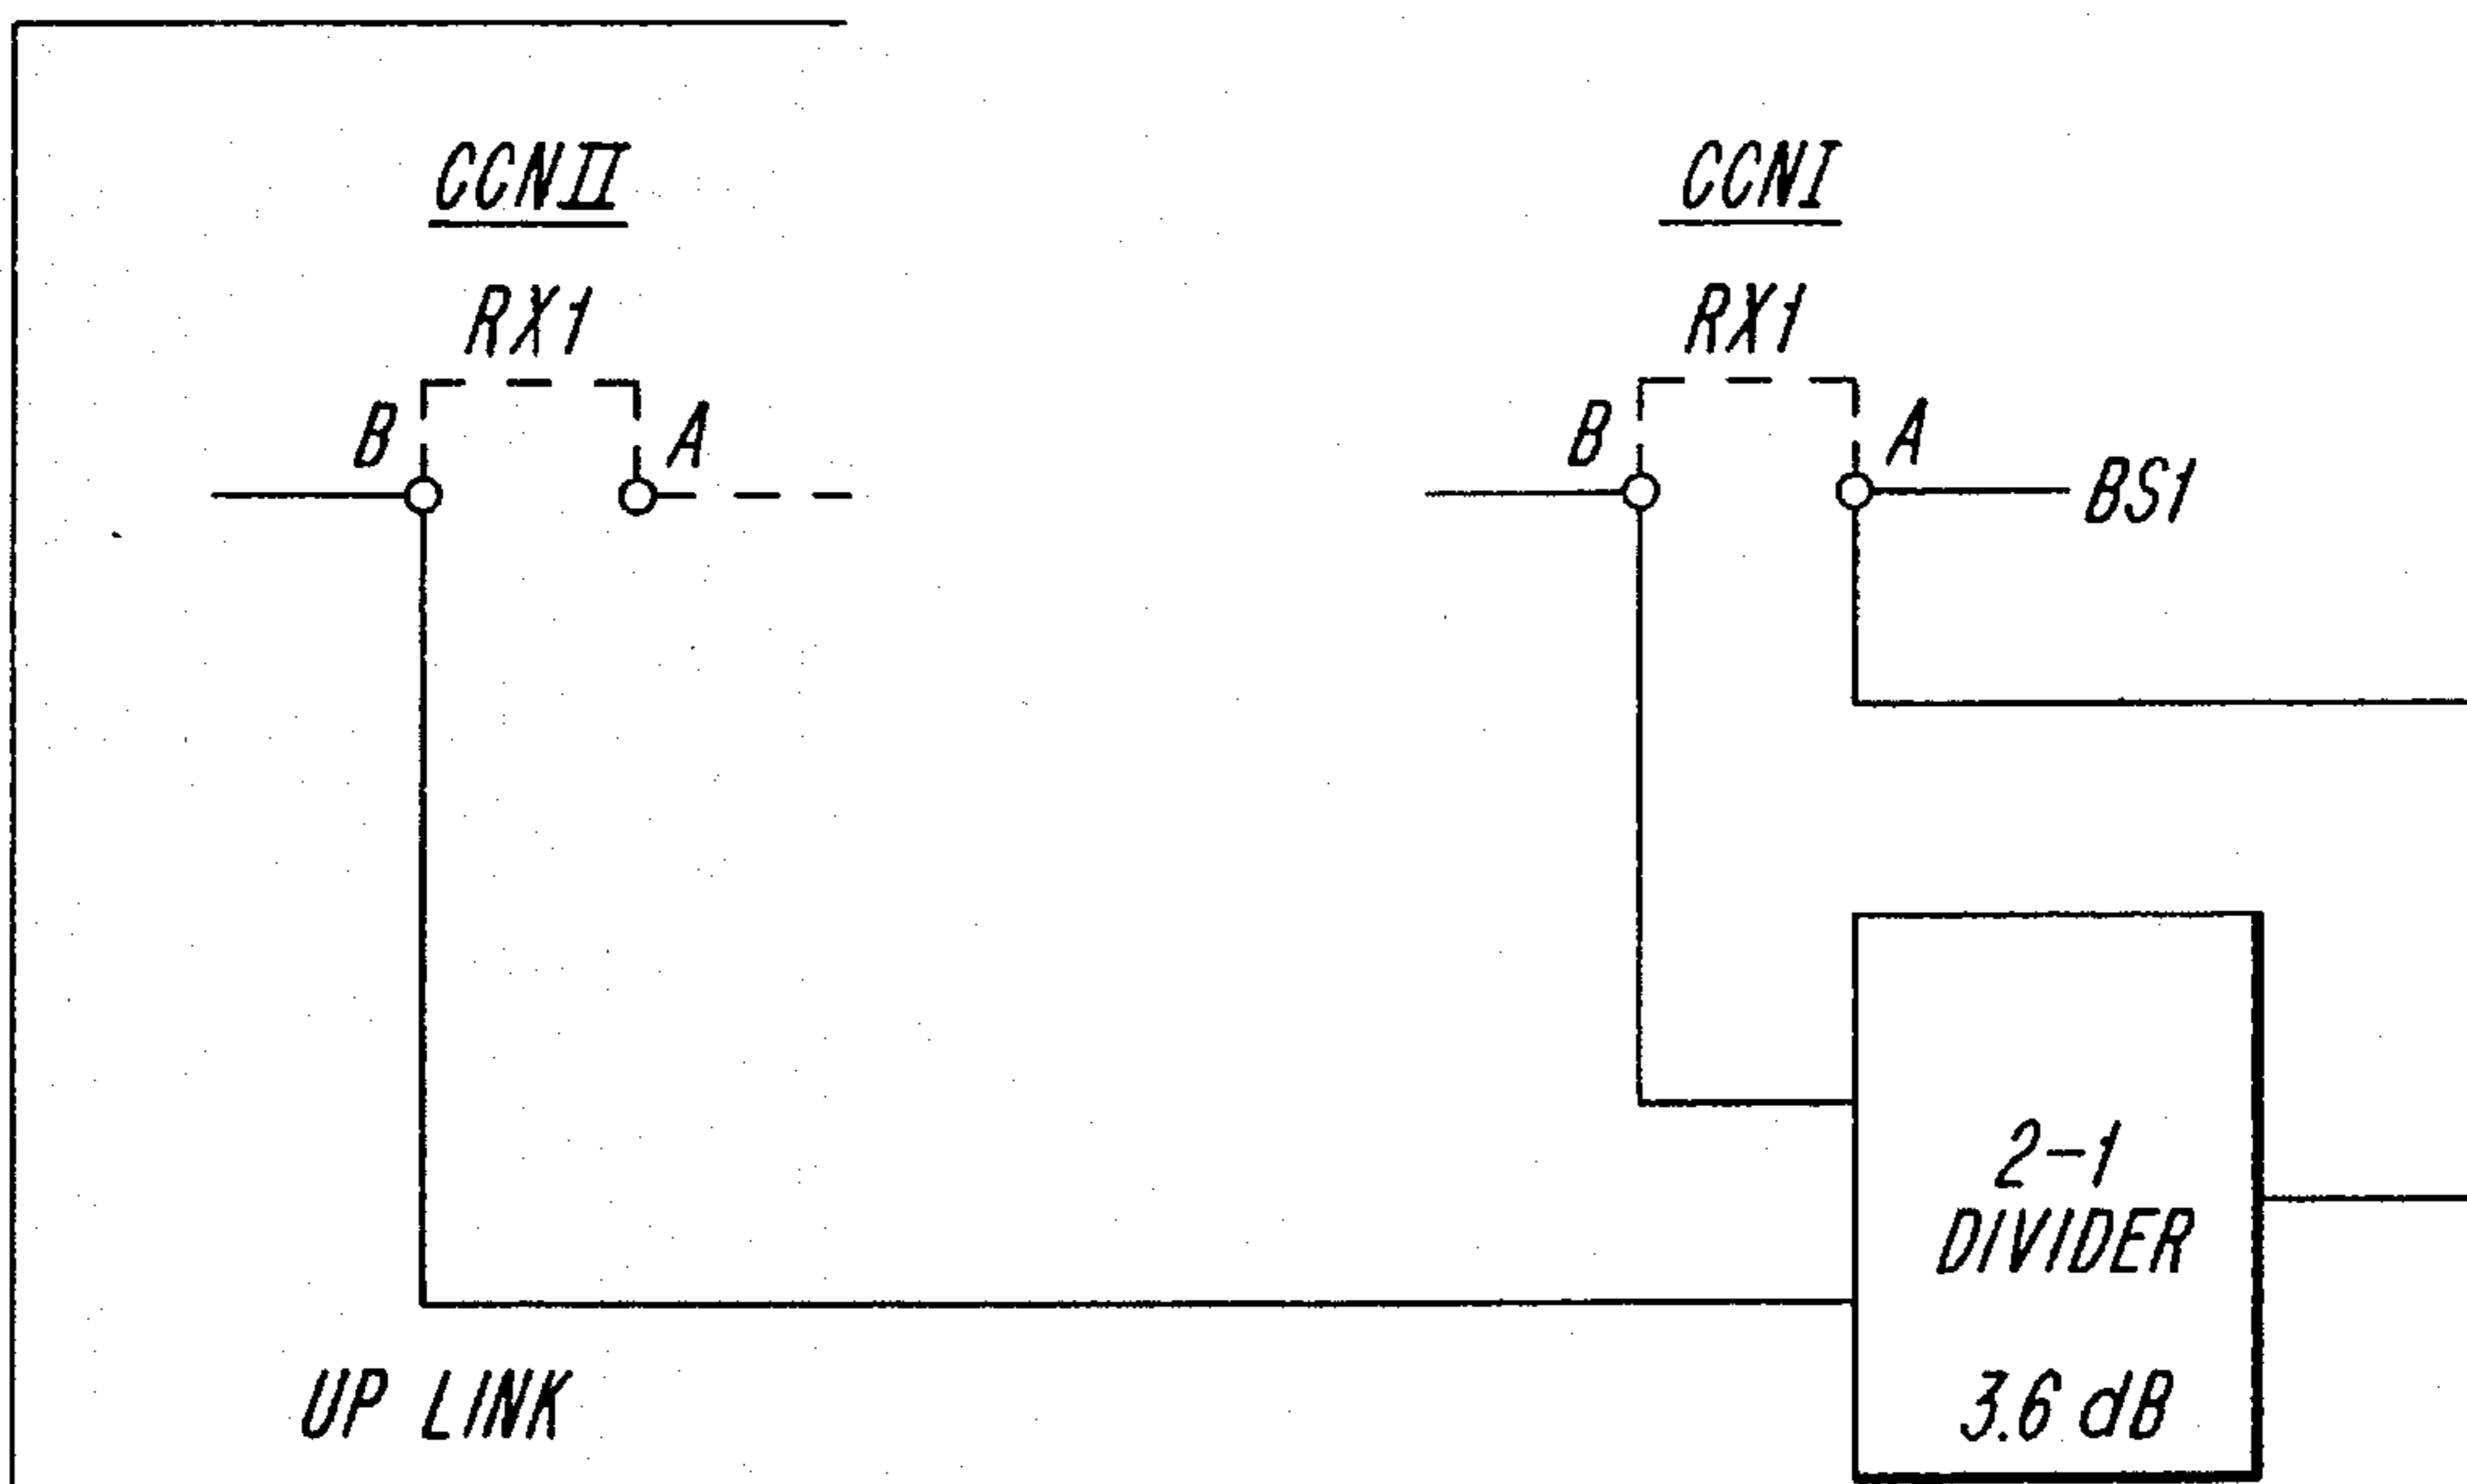 CCNII
CCNI
RX1
RX1
B
A
B
A
BS1
2-1
DIVIDER
3.6 dB
UP LINK